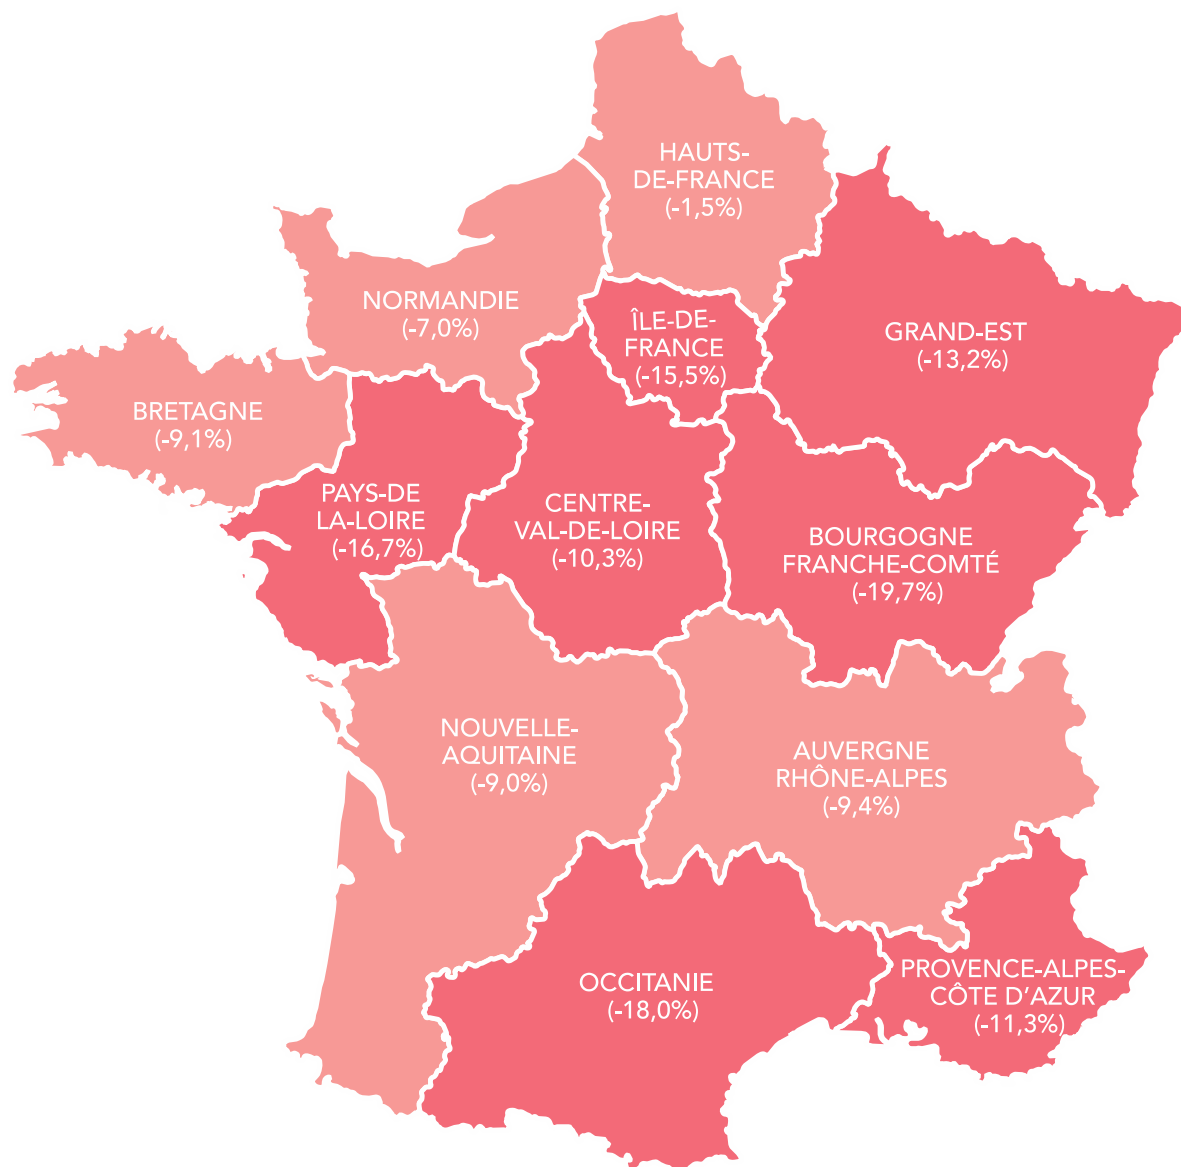 HAUTS-
DE-FRANCE
(-1,5%)
NORMANDIE
(-7,0%)
ÎLE-DE-
FRANCE
(-15,5%)
GRAND-EST
(-13,2%)
BRETAGNE
(-9,1%)
PAYS-DE
LA-LOIRE
(-16,7%)
CENTRE-
VAL-DE-LOIRE
(-10,3%)
BOURGOGNE
FRANCHE-COMTÉ
(-19,7%)
NOUVELLE-
AQUITAINE
(-9,0%)
AUVERGNE
RHÔNE-ALPES
(-9,4%)
OCCITANIE
(-18,0%)
PROVENCE-ALPES-
CÔTE D'AZUR
(-11,3%)